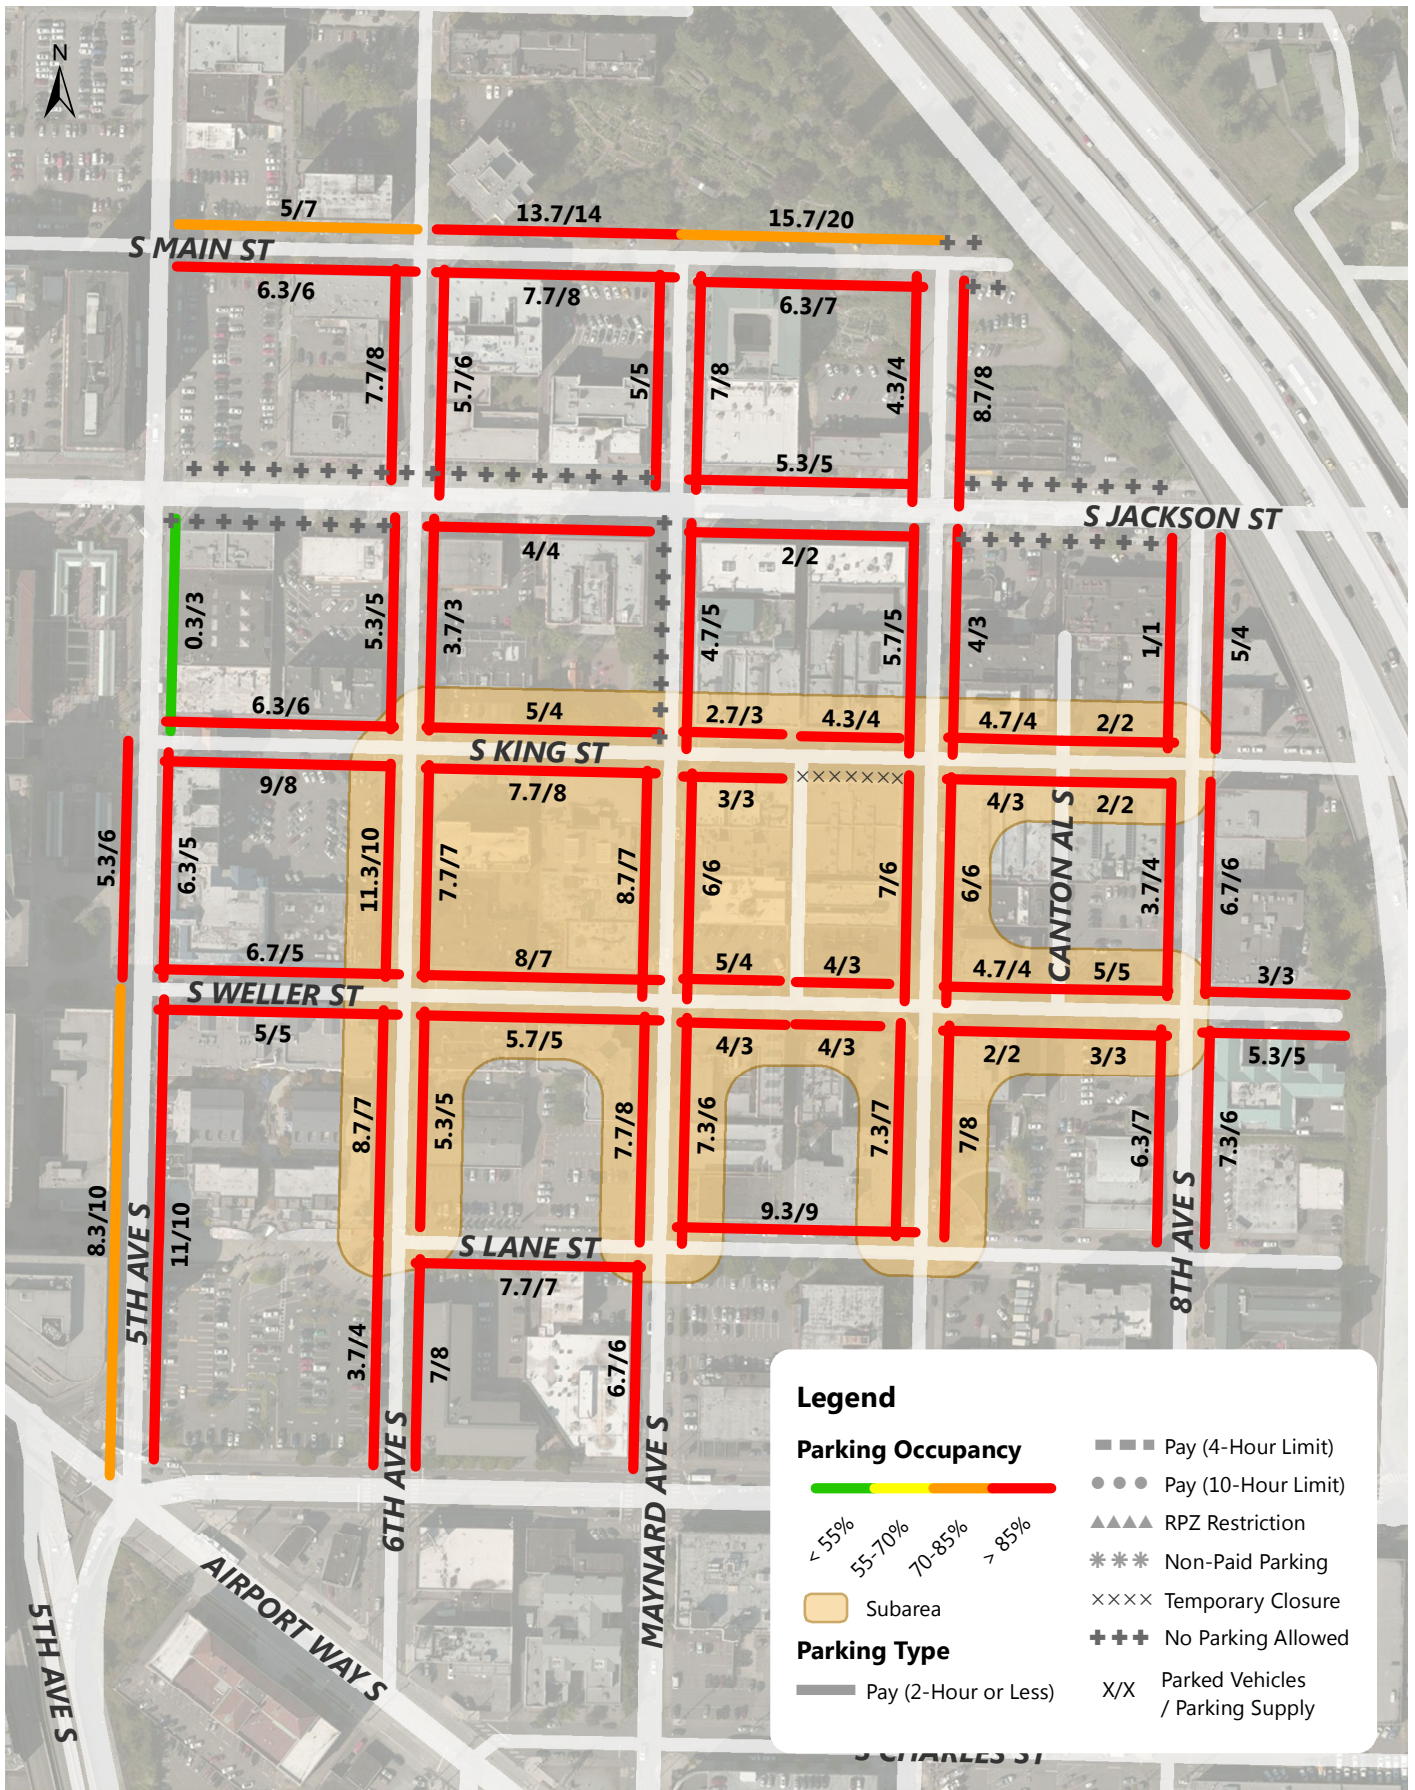 N
5/7
13.7/14
15.7/20
S MAIN ST
6.3/6
7.7/8
6.3/7
7.7/8
5.7/6
5/5
7/8
4.3/4
8.7/8
5.3/5
S JACKSON ST
4/4
2/2
0.3/3
5.3/5
3.7/3
4.7/5
5.7/5
4/3
1/1
5/4
6.3/6
5/4
2.7/3
4.3/4
4.7/4
2/2
S KING ST
9/8
7.7/8
3/3
4/3
2/2
5.3/6
6.3/5
11.3/10
7.7/7
8.7/7
6/6
7/6
6/6
CANTON AL S
3.7/4
6.7/6
6.7/5
8/7
5/4
4/3
4.7/4
5/5
3/3
S WELLER ST
5/5
5.7/5
4/3
4/3
2/2
3/3
5.3/5
8.7/7
5.3/5
7.7/8
7.3/6
7.3/7
7/8
6.3/7
7.3/6
8.3/10
5TH AVE S
11/10
9.3/9
S LANE ST
8TH AVE S
7.7/7
3.7/4
7/8
6.7/6
6TH AVE S
MAYNARD AVE S
AIRPORT WAY S
5TH AVE S
Legend
Parking Occupancy
< 55%
55-70%
70-85%
> 85%
Subarea
Parking Type
Pay (2-Hour or Less)
Pay (4-Hour Limit)
Pay (10-Hour Limit)
RPZ Restriction
Non-Paid Parking
Temporary Closure
No Parking Allowed
X/X
Parked Vehicles
/ Parking Supply
S CHARLES ST